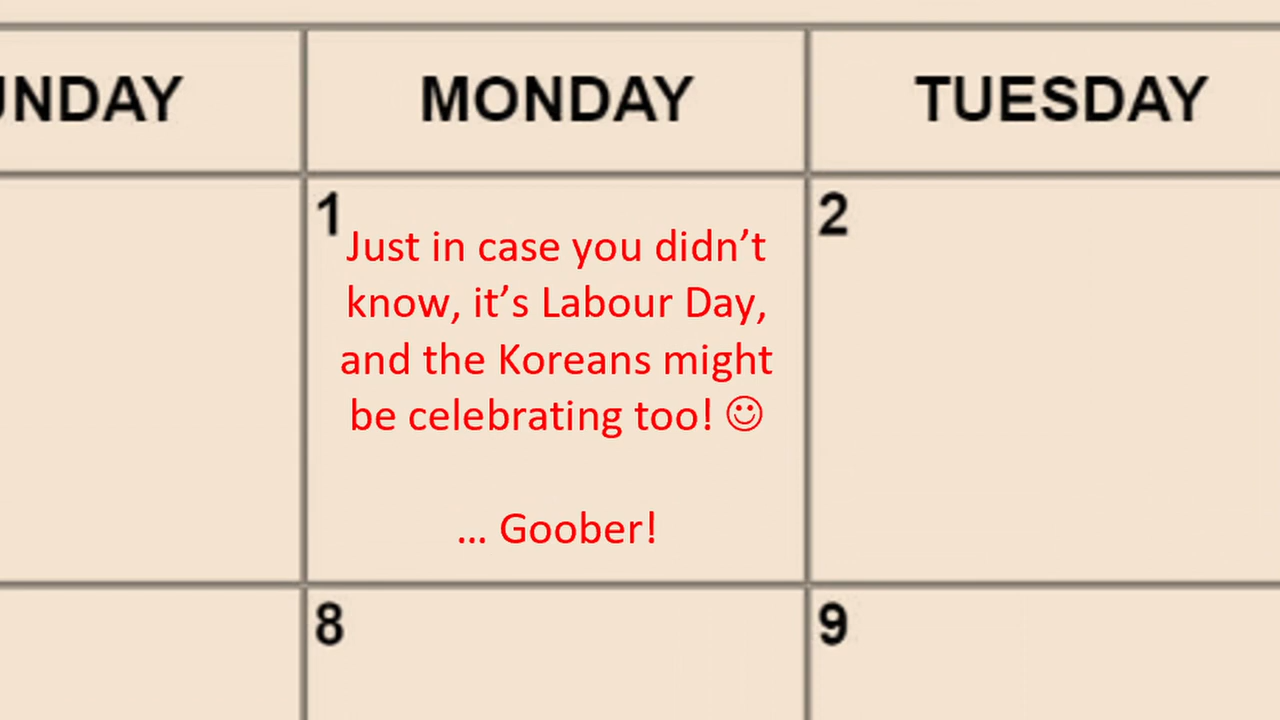 UNDAY MONDAY TUESDAY
1 2
Just in case you didn’t
know, it’s Labour Day,
and the Koreans might
be celebrating too! ☺
... Goober!
8 9